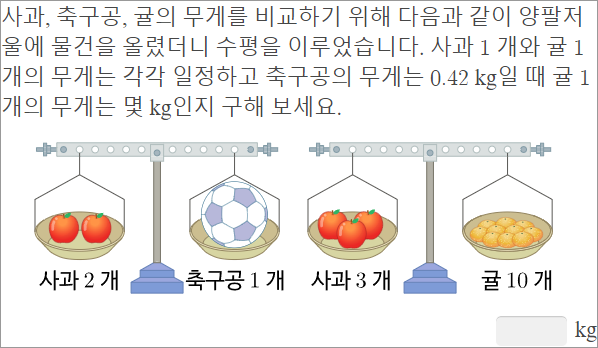 사과, 축구공, 귤의 무게를 비교하기 위해 다음과 같이 양팔저
울에 물건을 올렸더니 수평을 이루었습니다. 사과 1 개와 귤 1
개의 무게는 각각 일정하고 축구공의 무게는 0.42 kg일 때 귤 1
개의 무게는 몇 kg인지 구해 보세요.
사과 2 개 축구공 1 개 사과 3 개 귤 10 개
kg